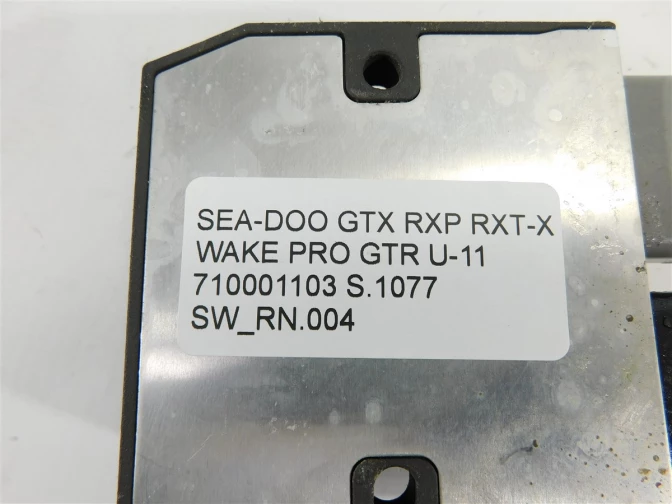 SEA-DOO GTX RXP RXT-X
WAKE PRO GTR U-11
710001103 S.1077
SW_RN.004